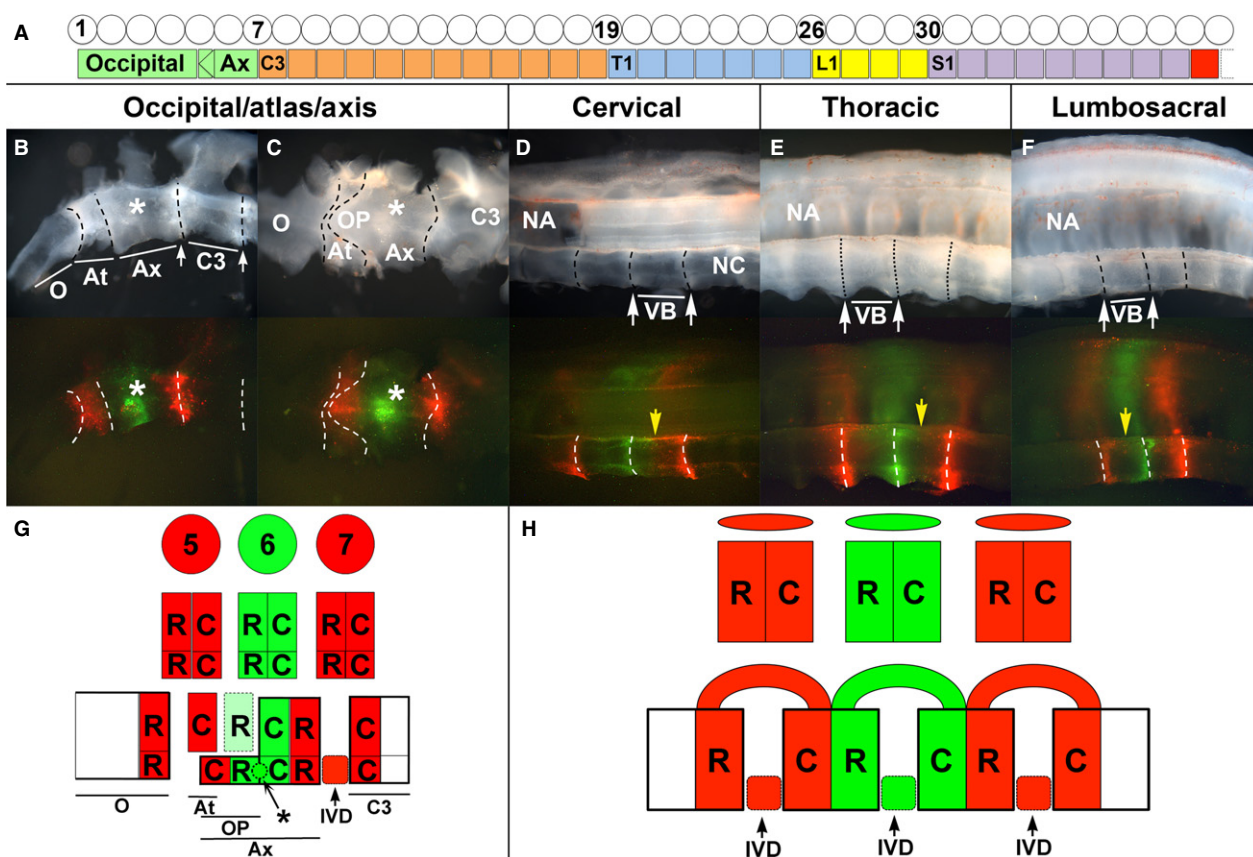 A
1 7 19 26 30
Occipital Ax C3 T1 L1 S1
Occipital/atlas/axis Cervical Thoracic Lumbosacral
B C D E F
* OP * C3 NA NA NA
O At
At Ax C3 Ax NC
O VB VB VB
* *
G H
5 6 7
R C R C R C
R C R C R C
R C R C R C
R C R C R C
R C R C R C
R C R C R C
O At IVD C3
OP *
Ax
IVD IVD IVD